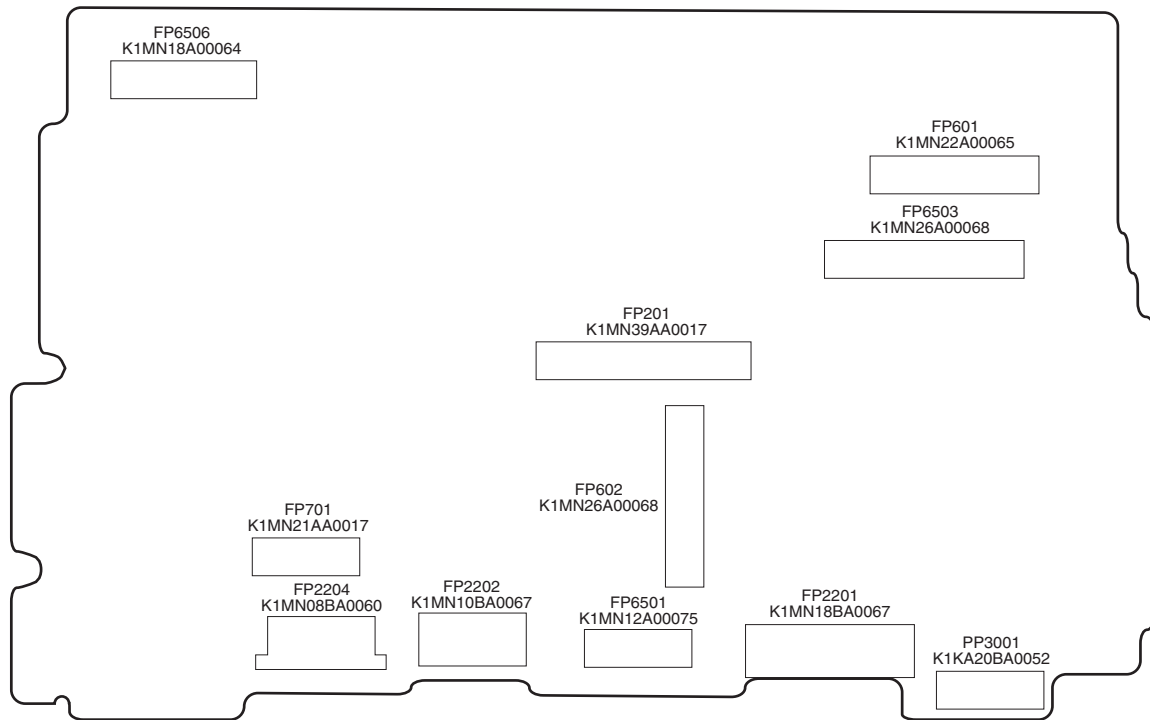 FP6506
K1MN18A00064
FP601
K1MN22A00065
FP6503
K1MN26A00068
FP201
K1MN39AA0017
FP602
K1MN26A00068
FP701
K1MN21AA0017
FP2204
K1MN08BA0060
FP2202
K1MN10BA0067
FP6501
K1MN12A00075
FP2201
K1MN18BA0067
PP3001
K1KA20BA0052